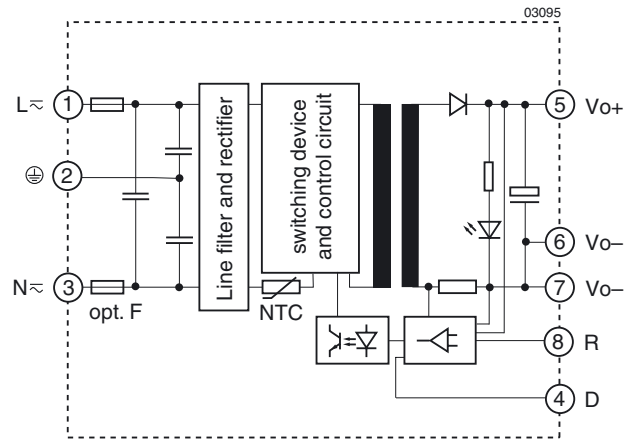 03095
L ⎓̃ 1
5 Vo+
2
Line filter and rectifier
switching device
and control circuit
6 Vo–
N ⎓̃ 3
opt. F
NTC
7 Vo–
8 R
4 D